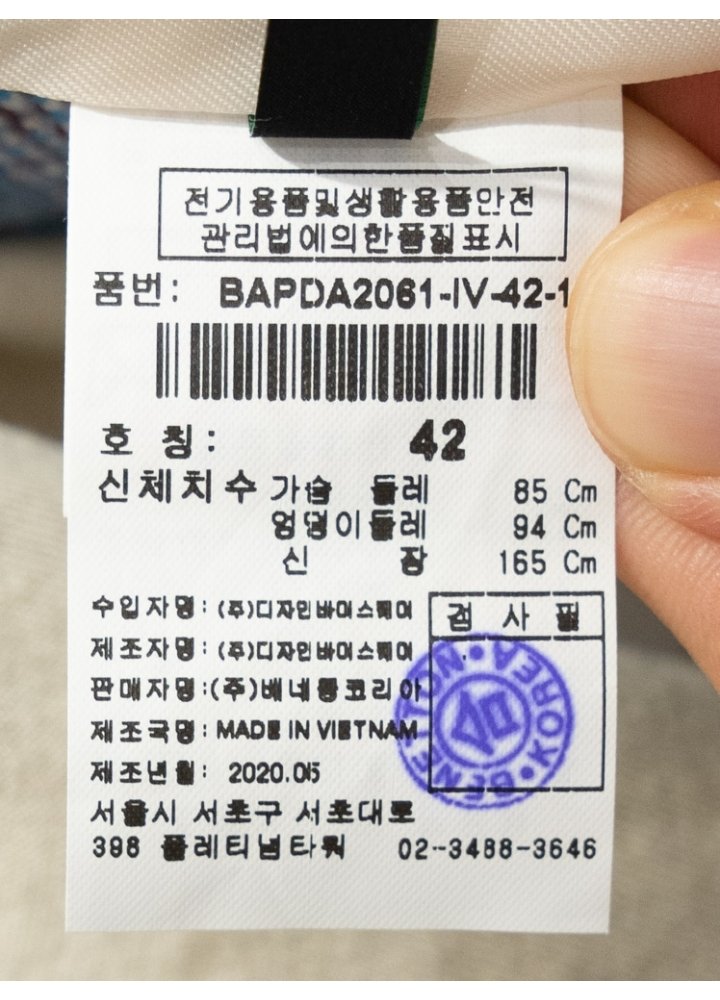 전기용품및생활용품안전
관리법에의한품질표시
품번: BAPDA2061-IV-42-1
호 칭: 42
신체치수 가슴 둘레 85 Cm
엉덩이둘레 94 Cm
신 장 165 Cm
수입자명: (주)디자인바이스퀘어
제조자명: (주)디자인바이스퀘어
판매자명:(주)베네통코리아
제조국명: MADE IN VIETNAM
제조년월: 2020.05
검 사 필
BENETTON KOREA
서울시 서초구 서초대로
398 플레티넘타워 02-3488-3646